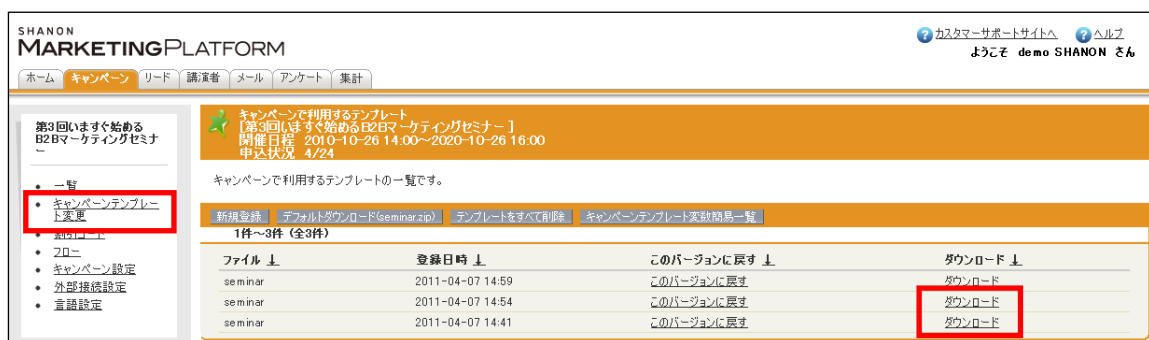 SHANON
MARKETINGPLATFORM
カスタマーサポートサイトへ ヘルプ
ようこそ demo SHANON さん
ホーム キャンペーン リード 講演者 メール アンケート 集計
第3回いますぐ始める
B2Bマーケティングセミナ
ー
一覧
キャンペーンテンプレー
ト変更
割引コード
フロー
キャンペーン設定
外部接続設定
言語設定
キャンペーンで利用するテンプレート
[第3回いますぐ始めるB2Bマーケティングセミナー]
開催日程 2010-10-26 14:00～2020-10-26 16:00
申込状況 4/24
キャンペーンで利用するテンプレートの一覧です。
新規登録 デフォルトダウンロード(seminar.zip) テンプレートをすべて削除 キャンペーンテンプレート変数簡易一覧
1件～3件 (全3件)
ファイル ↓ 登録日時 ↓ このバージョンに戻す ↓ ダウンロード ↓
seminar 2011-04-07 14:59 このバージョンに戻す ダウンロード
seminar 2011-04-07 14:54 このバージョンに戻す ダウンロード
seminar 2011-04-07 14:41 このバージョンに戻す ダウンロード